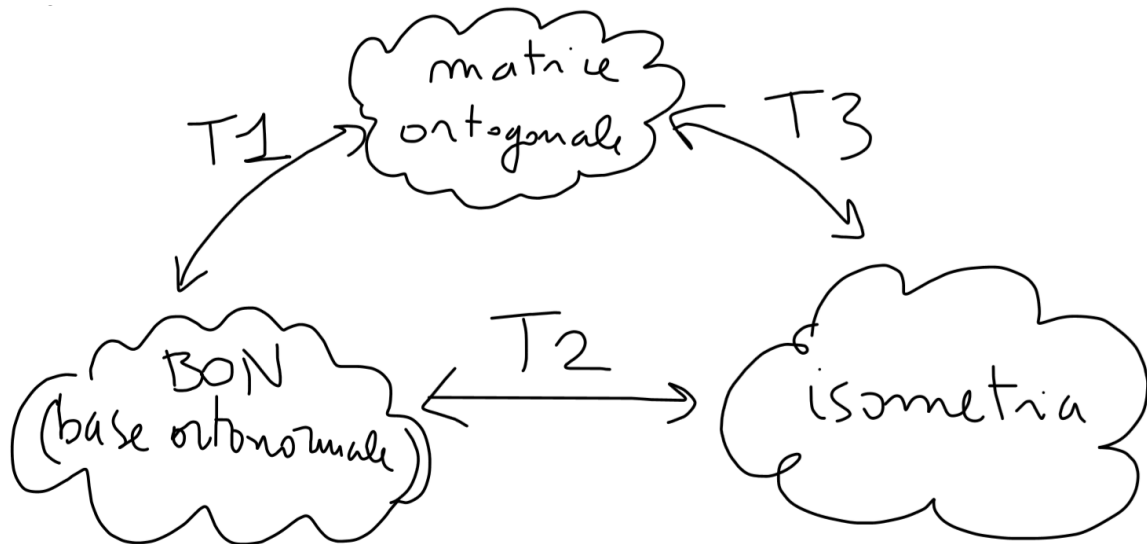 matrice
ortogonale
T1
T3
BON
(base ortonormale)
T2
isometria